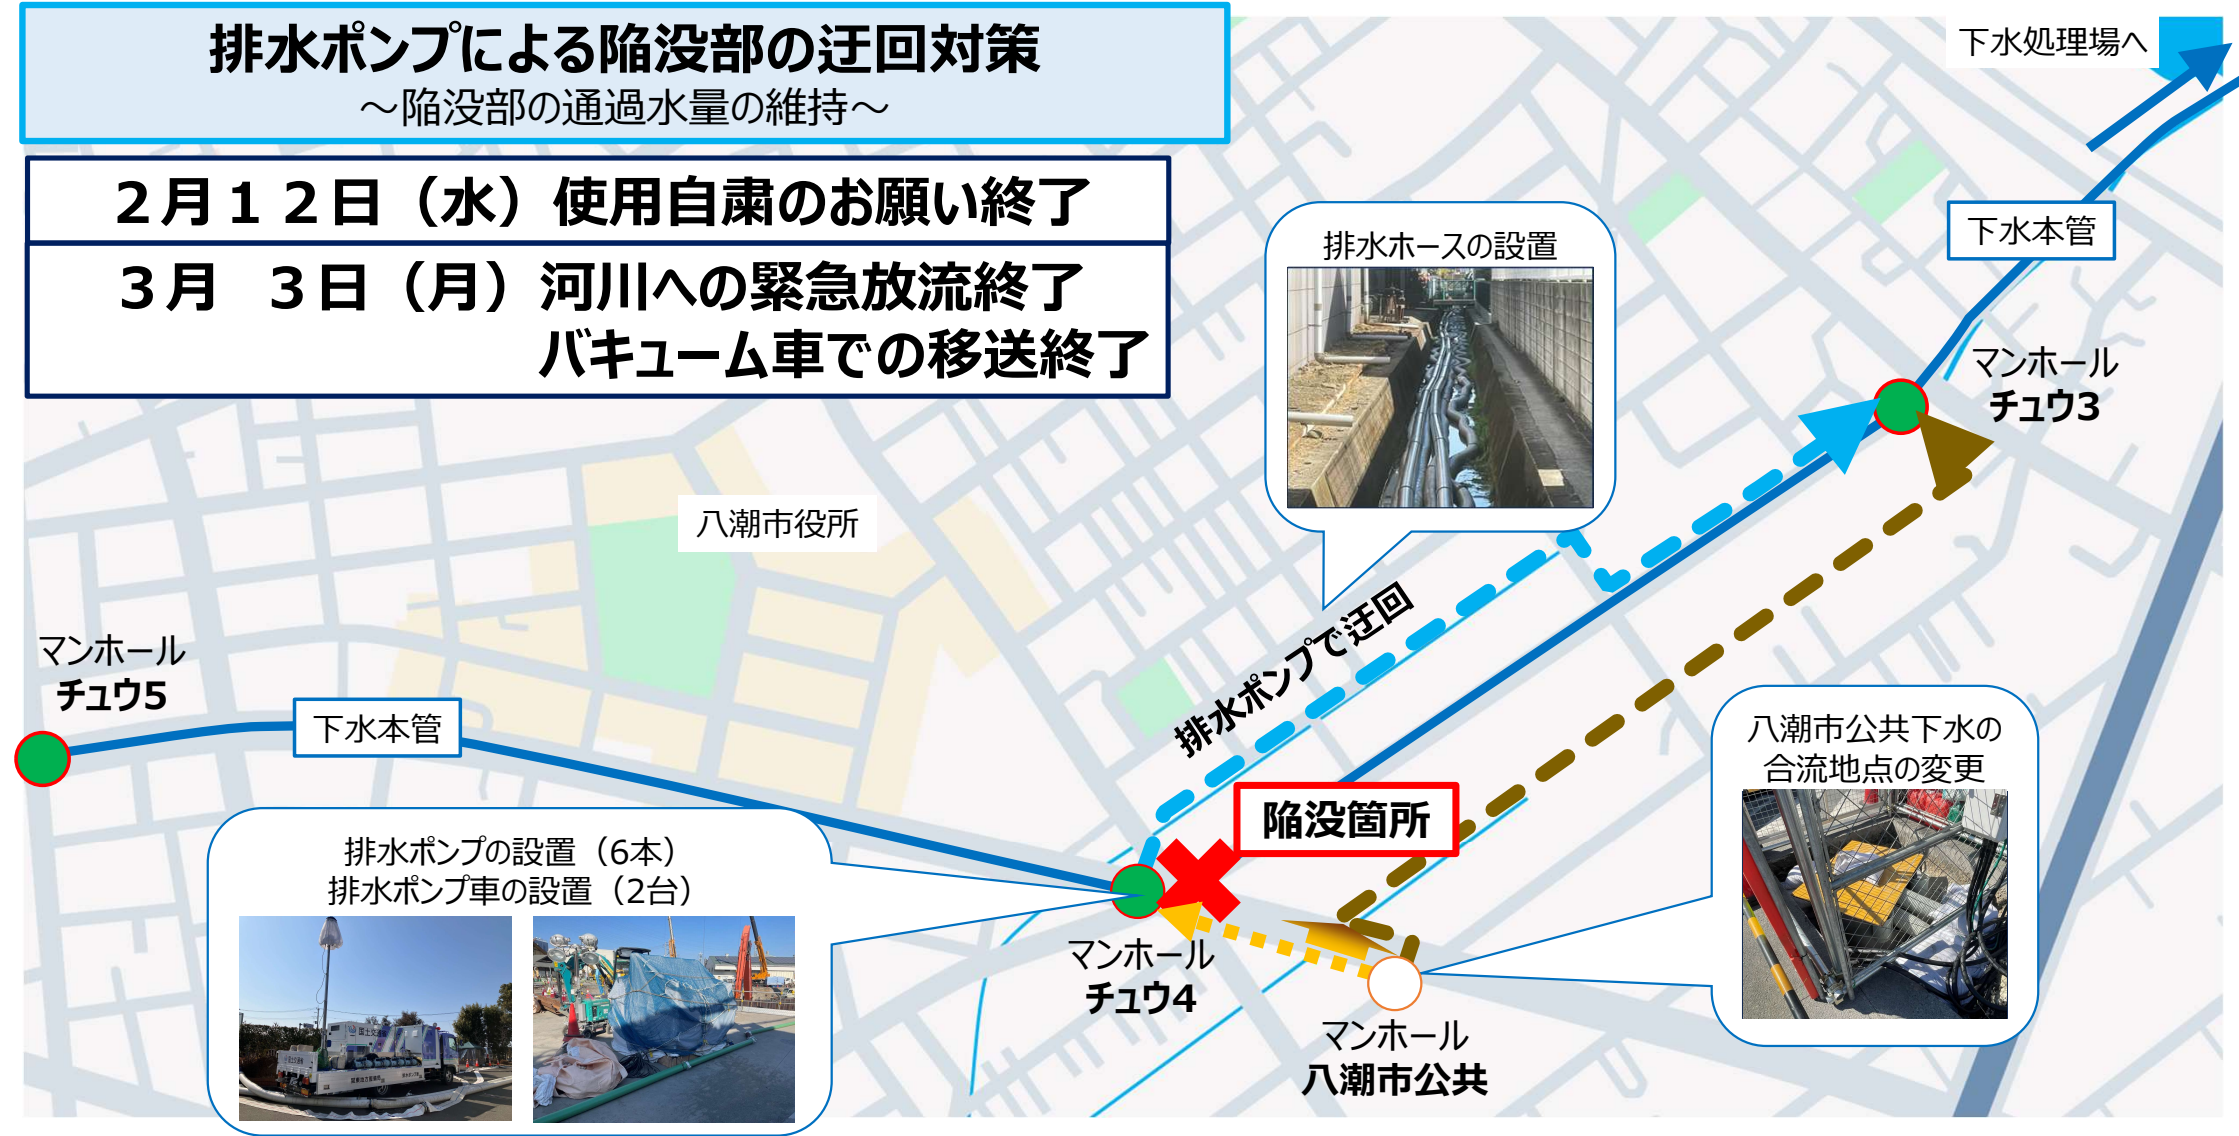 排水ポンプによる陥没部の迂回対策
～陥没部の通過水量の維持～
２月１２日（水）使用自粛のお願い終了
３月　３日（月）河川への緊急放流終了
バキューム車での移送終了
下水処理場へ
下水本管
排水ホースの設置
マンホール
チュウ3
八潮市役所
排水ポンプで迂回
マンホール
チュウ5
下水本管
八潮市公共下水の
合流地点の変更
陥没箇所
排水ポンプの設置（6本）
排水ポンプ車の設置（2台）
マンホール
チュウ4
マンホール
八潮市公共
国土交通省